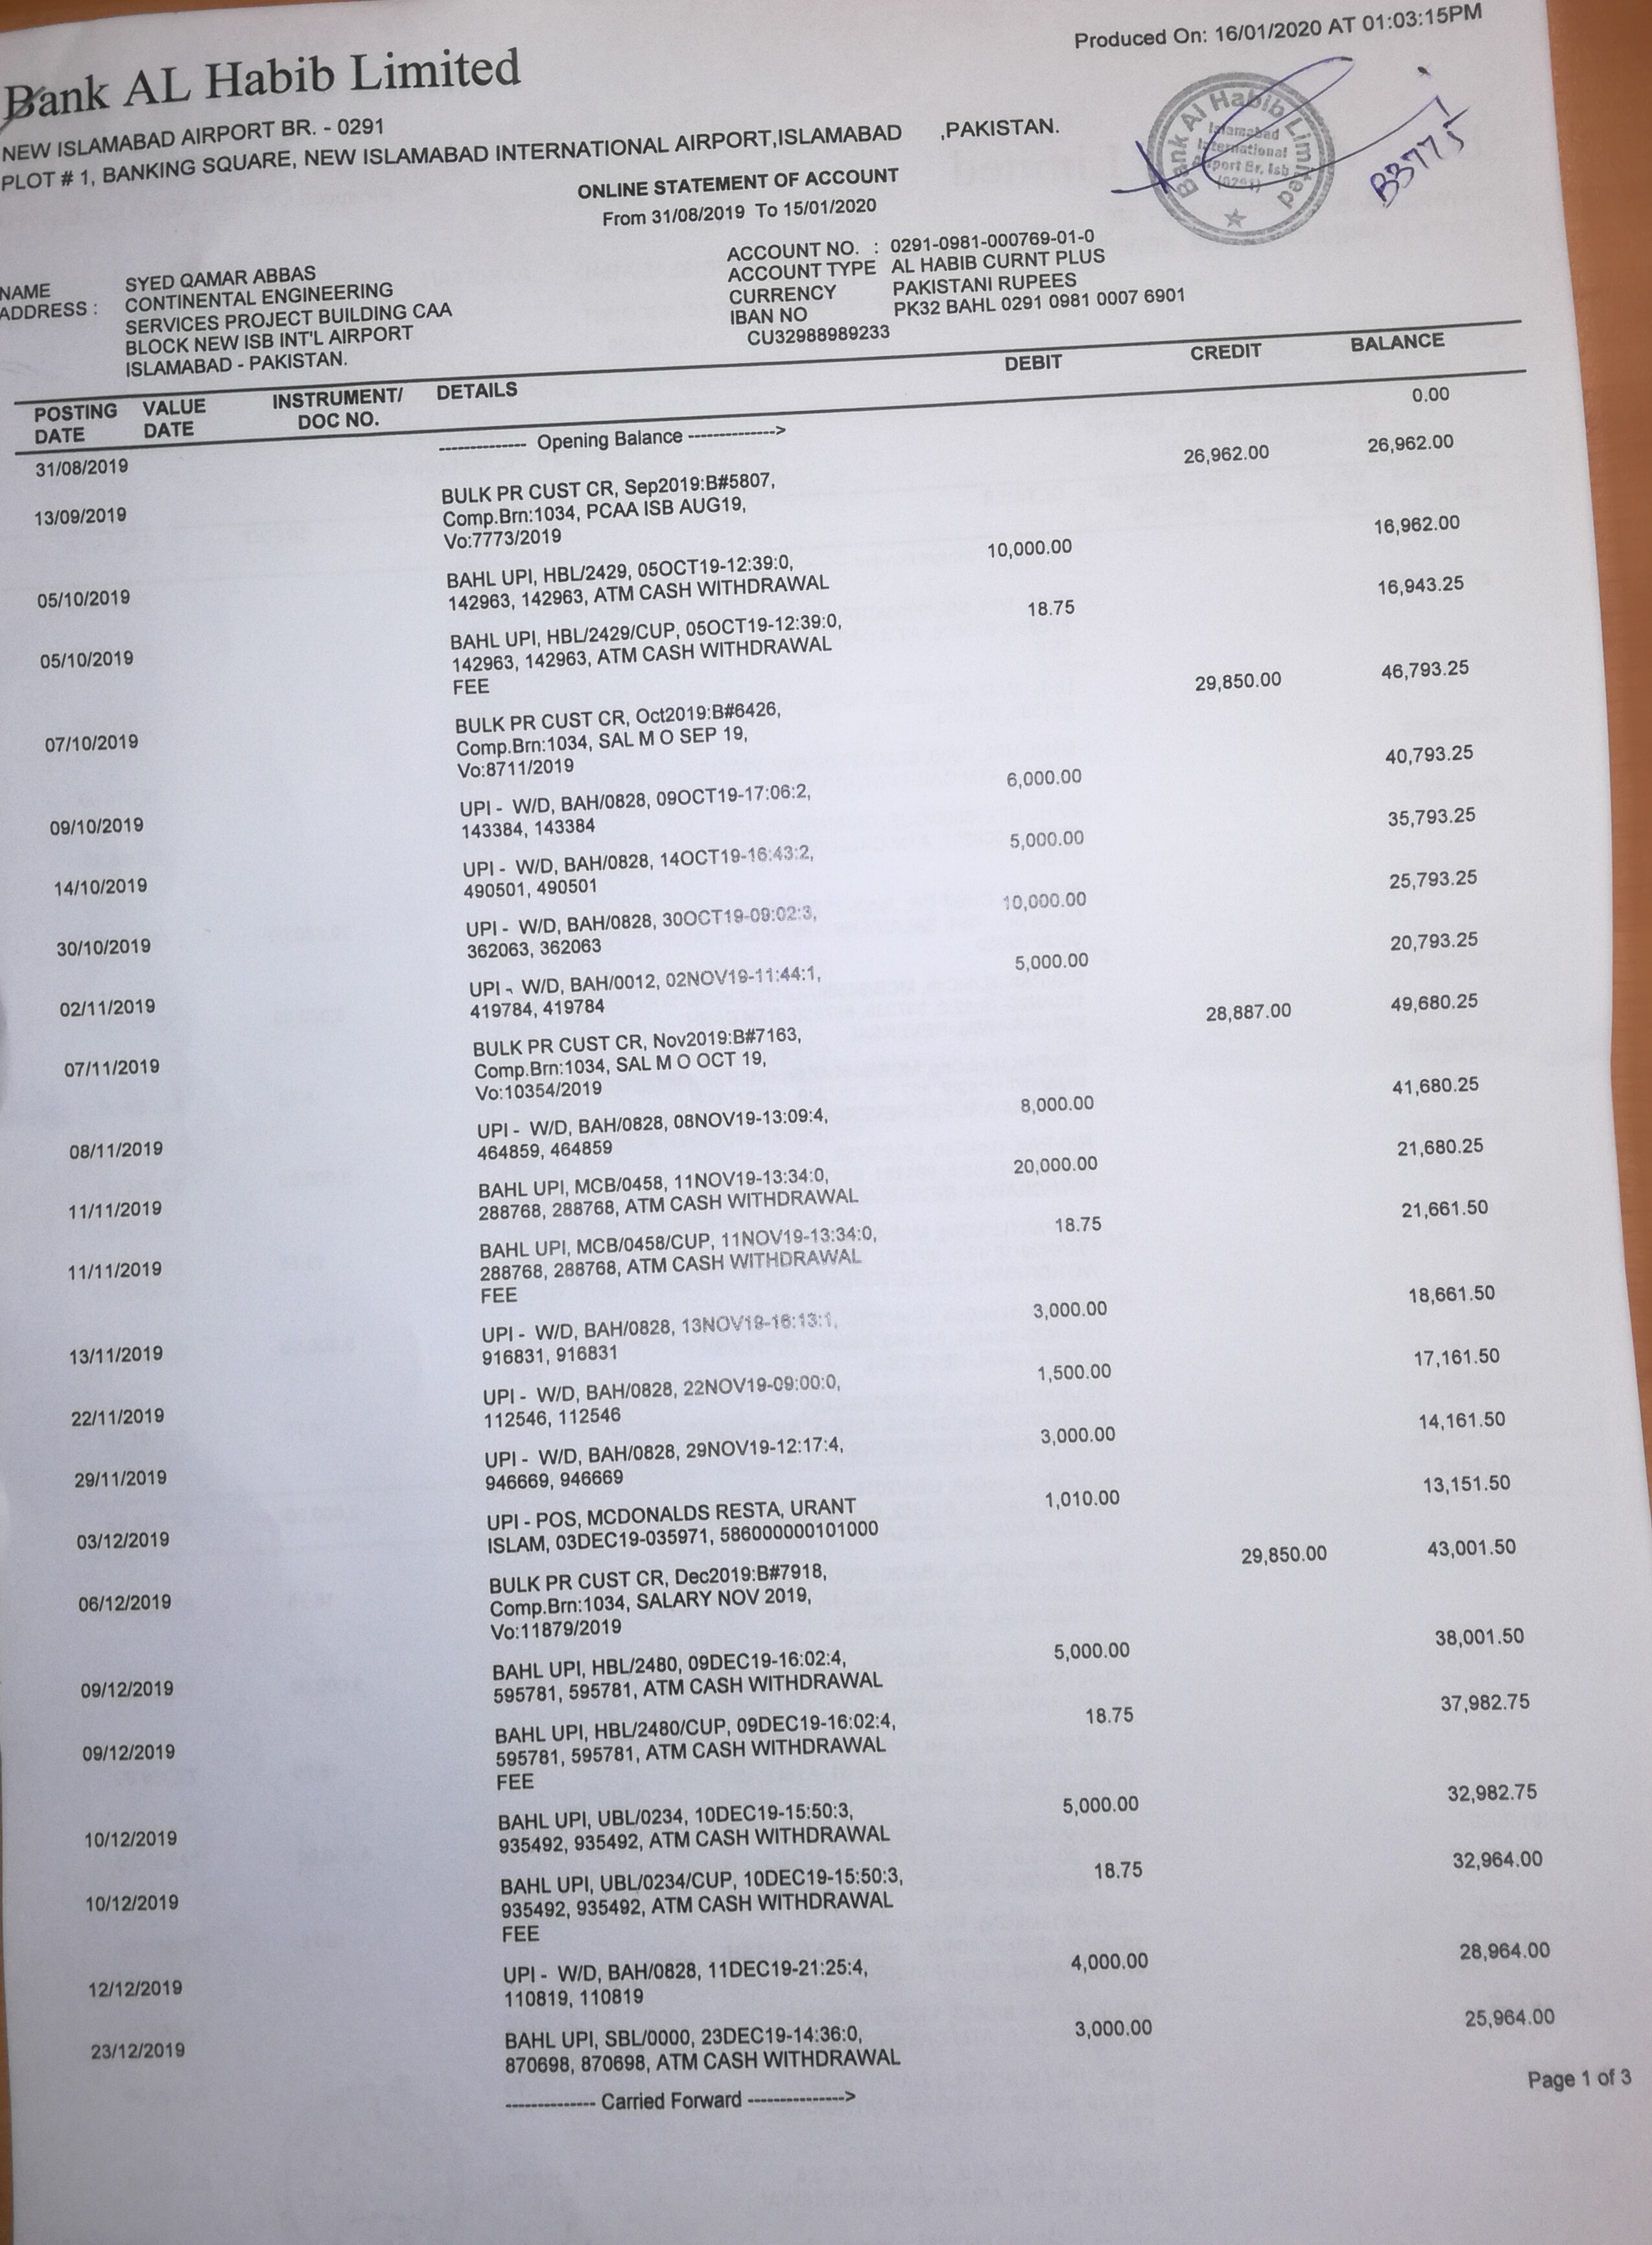 Produced On: 16/01/2020 AT 01:03:15PM
Bank AL Habib Limited
NEW ISLAMABAD AIRPORT BR. - 0291
PLOT # 1, BANKING SQUARE, NEW ISLAMABAD INTERNATIONAL AIRPORT,ISLAMABAD ,PAKISTAN.
Bank Al Habib Limited
Islamabad
International
Airport Br, Isb
(0291)
B3775
ONLINE STATEMENT OF ACCOUNT
From 31/08/2019 To 15/01/2020
NAME SYED QAMAR ABBAS
ADDRESS : CONTINENTAL ENGINEERING
SERVICES PROJECT BUILDING CAA
BLOCK NEW ISB INT'L AIRPORT
ISLAMABAD - PAKISTAN.
ACCOUNT NO. : 0291-0981-000769-01-0
ACCOUNT TYPE AL HABIB CURNT PLUS
CURRENCY PAKISTANI RUPEES
IBAN NO PK32 BAHL 0291 0981 0007 6901
CU32988989233
POSTING DATE VALUE DATE INSTRUMENT/ DOC NO. DETAILS DEBIT CREDIT BALANCE
31/08/2019 ------------- Opening Balance --------------> 0.00
13/09/2019 BULK PR CUST CR, Sep2019:B#5807, 26,962.00 26,962.00
Comp.Brn:1034, PCAA ISB AUG19,
Vo:7773/2019
05/10/2019 BAHL UPI, HBL/2429, 05OCT19-12:39:0, 10,000.00 16,962.00
142963, 142963, ATM CASH WITHDRAWAL
05/10/2019 BAHL UPI, HBL/2429/CUP, 05OCT19-12:39:0, 18.75 16,943.25
142963, 142963, ATM CASH WITHDRAWAL
FEE
07/10/2019 BULK PR CUST CR, Oct2019:B#6426, 29,850.00 46,793.25
Comp.Brn:1034, SAL M O SEP 19,
Vo:8711/2019
09/10/2019 UPI - W/D, BAH/0828, 09OCT19-17:06:2, 6,000.00 40,793.25
143384, 143384
14/10/2019 UPI - W/D, BAH/0828, 14OCT19-16:43:2, 5,000.00 35,793.25
490501, 490501
30/10/2019 UPI - W/D, BAH/0828, 30OCT19-09:02:3, 10,000.00 25,793.25
362063, 362063
02/11/2019 UPI - W/D, BAH/0012, 02NOV19-11:44:1, 5,000.00 20,793.25
419784, 419784
07/11/2019 BULK PR CUST CR, Nov2019:B#7163, 28,887.00 49,680.25
Comp.Brn:1034, SAL M O OCT 19,
Vo:10354/2019
08/11/2019 UPI - W/D, BAH/0828, 08NOV19-13:09:4, 8,000.00 41,680.25
464859, 464859
11/11/2019 BAHL UPI, MCB/0458, 11NOV19-13:34:0, 20,000.00 21,680.25
288768, 288768, ATM CASH WITHDRAWAL
11/11/2019 BAHL UPI, MCB/0458/CUP, 11NOV19-13:34:0, 18.75 21,661.50
288768, 288768, ATM CASH WITHDRAWAL
FEE
13/11/2019 UPI - W/D, BAH/0828, 13NOV19-16:13:1, 3,000.00 18,661.50
916831, 916831
22/11/2019 UPI - W/D, BAH/0828, 22NOV19-09:00:0, 1,500.00 17,161.50
112546, 112546
29/11/2019 UPI - W/D, BAH/0828, 29NOV19-12:17:4, 3,000.00 14,161.50
946669, 946669
03/12/2019 UPI - POS, MCDONALDS RESTA, URANT 1,010.00 13,151.50
ISLAM, 03DEC19-035971, 586000000101000
06/12/2019 BULK PR CUST CR, Dec2019:B#7918, 29,850.00 43,001.50
Comp.Brn:1034, SALARY NOV 2019,
Vo:11879/2019
09/12/2019 BAHL UPI, HBL/2480, 09DEC19-16:02:4, 5,000.00 38,001.50
595781, 595781, ATM CASH WITHDRAWAL
09/12/2019 BAHL UPI, HBL/2480/CUP, 09DEC19-16:02:4, 18.75 37,982.75
595781, 595781, ATM CASH WITHDRAWAL
FEE
10/12/2019 BAHL UPI, UBL/0234, 10DEC19-15:50:3, 5,000.00 32,982.75
935492, 935492, ATM CASH WITHDRAWAL
10/12/2019 BAHL UPI, UBL/0234/CUP, 10DEC19-15:50:3, 18.75 32,964.00
935492, 935492, ATM CASH WITHDRAWAL
FEE
12/12/2019 UPI - W/D, BAH/0828, 11DEC19-21:25:4, 4,000.00 28,964.00
110819, 110819
23/12/2019 BAHL UPI, SBL/0000, 23DEC19-14:36:0, 3,000.00 25,964.00
870698, 870698, ATM CASH WITHDRAWAL
-------------- Carried Forward --------------->
Page 1 of 3